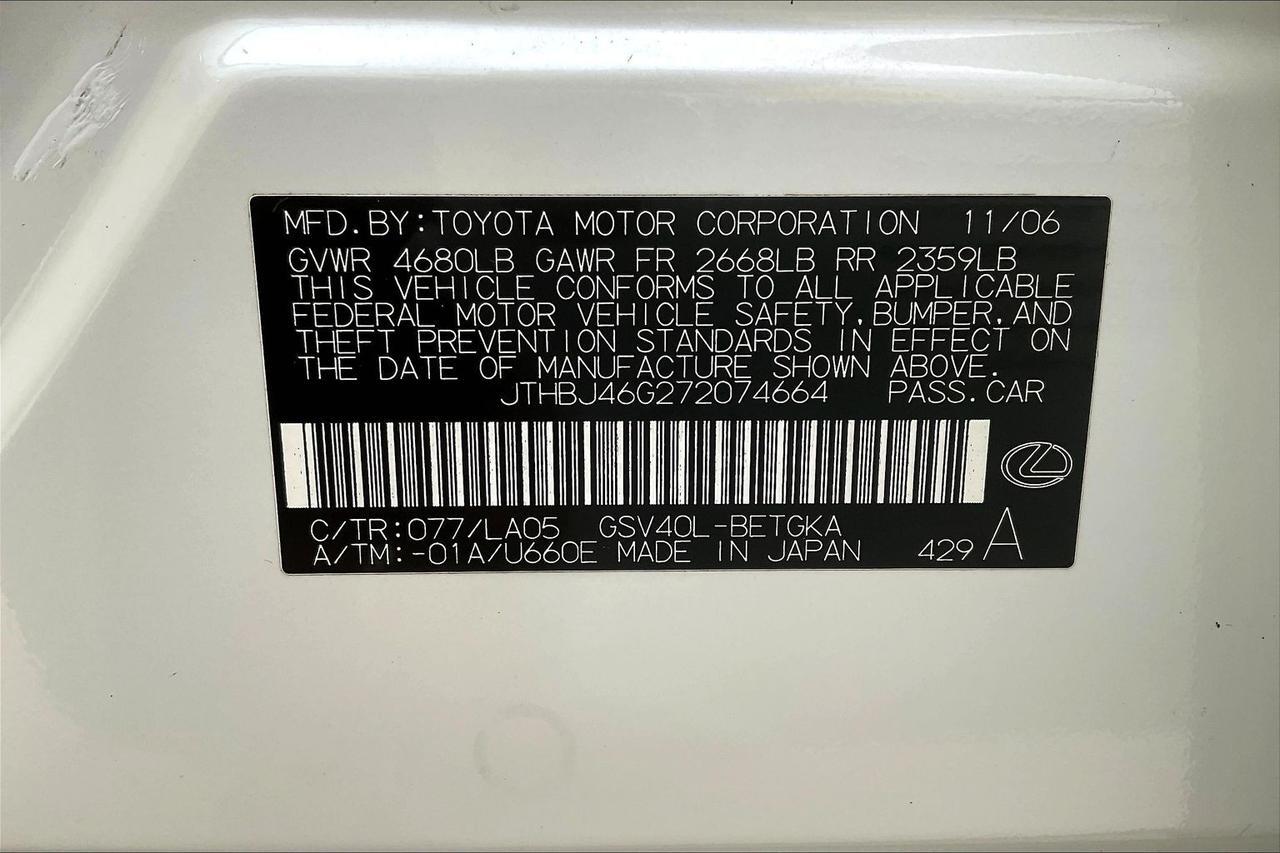 MFD.BY:TOYOTA MOTOR CORPORATION 11/06
GVWR 4680LB GAWR FR 2668LB RR 2359LB
THIS VEHICLE CONFORMS TO ALL APPLICABLE
FEDERAL MOTOR VEHICLE SAFETY,BUMPER,AND
THEFT PREVENTION STANDARDS IN EFFECT ON
THE DATE OF MANUFACTURE SHOWN ABOVE.
JTHBJ46G272074664 PASS.CAR
C/TR:077/LA05 GSV40L-BETGKA
A/TM:-01A/U660E MADE IN JAPAN 429 A